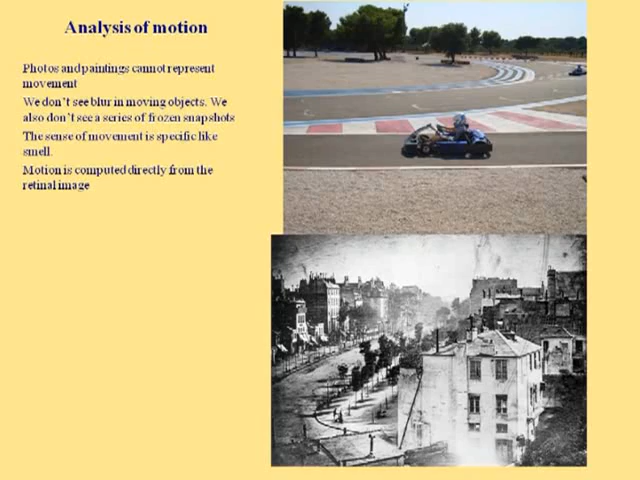 Analysis of motion
Photos and paintings cannot represent
movement
We don't see blur in moving objects. We
also don't see a series of frozen snapshots
The sense of movement is specific like
smell.
Motion is computed directly from the
retinal image